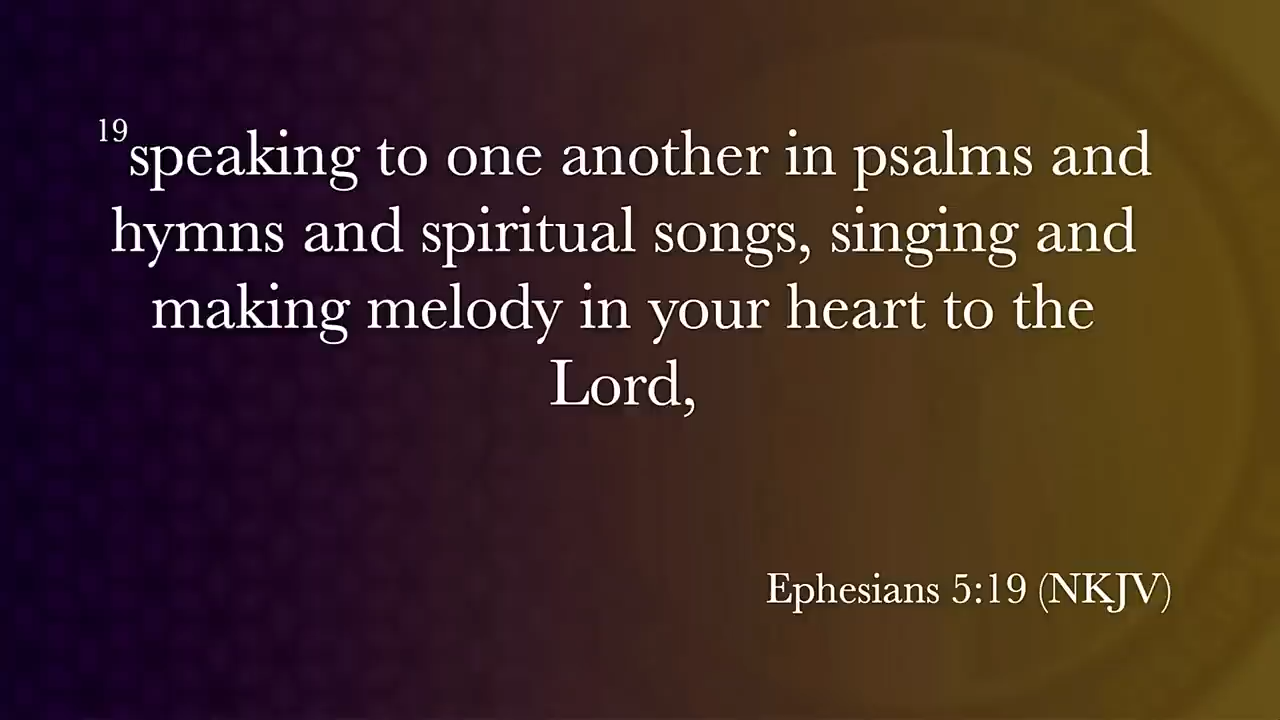 19speaking to one another in psalms and
hymns and spiritual songs, singing and
making melody in your heart to the
Lord,
Ephesians 5:19 (NKJV)